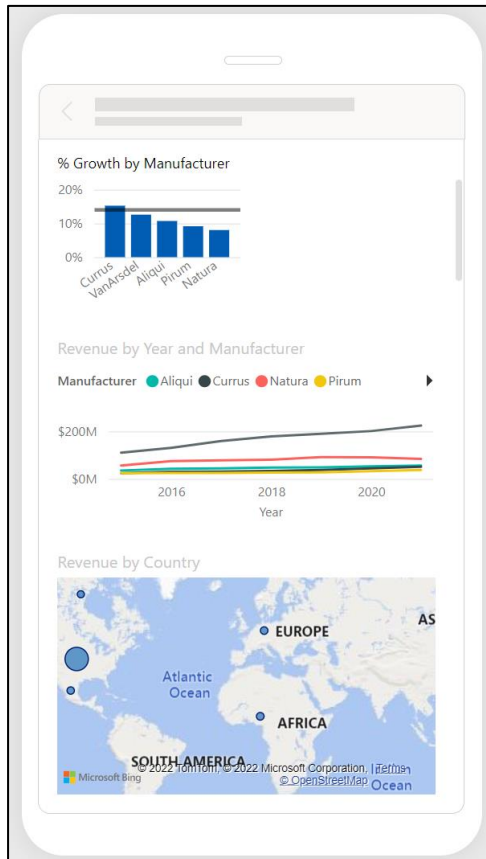 % Growth by Manufacturer
20%
10%
0%
Currus
VanArsdel
Aliqui
Pirum
Natura
Revenue by Year and Manufacturer
Manufacturer Aliqui Currus Natura Pirum
$200M
$0M
2016 2018 2020
Year
Revenue by Country
EUROPE
AS
Atlantic
Ocean
AFRICA
SOUTH AMERICA
© 2022 TomTom, © 2022 Microsoft Corporation, Terms
Microsoft Bing
© OpenStreetMap
Ocean